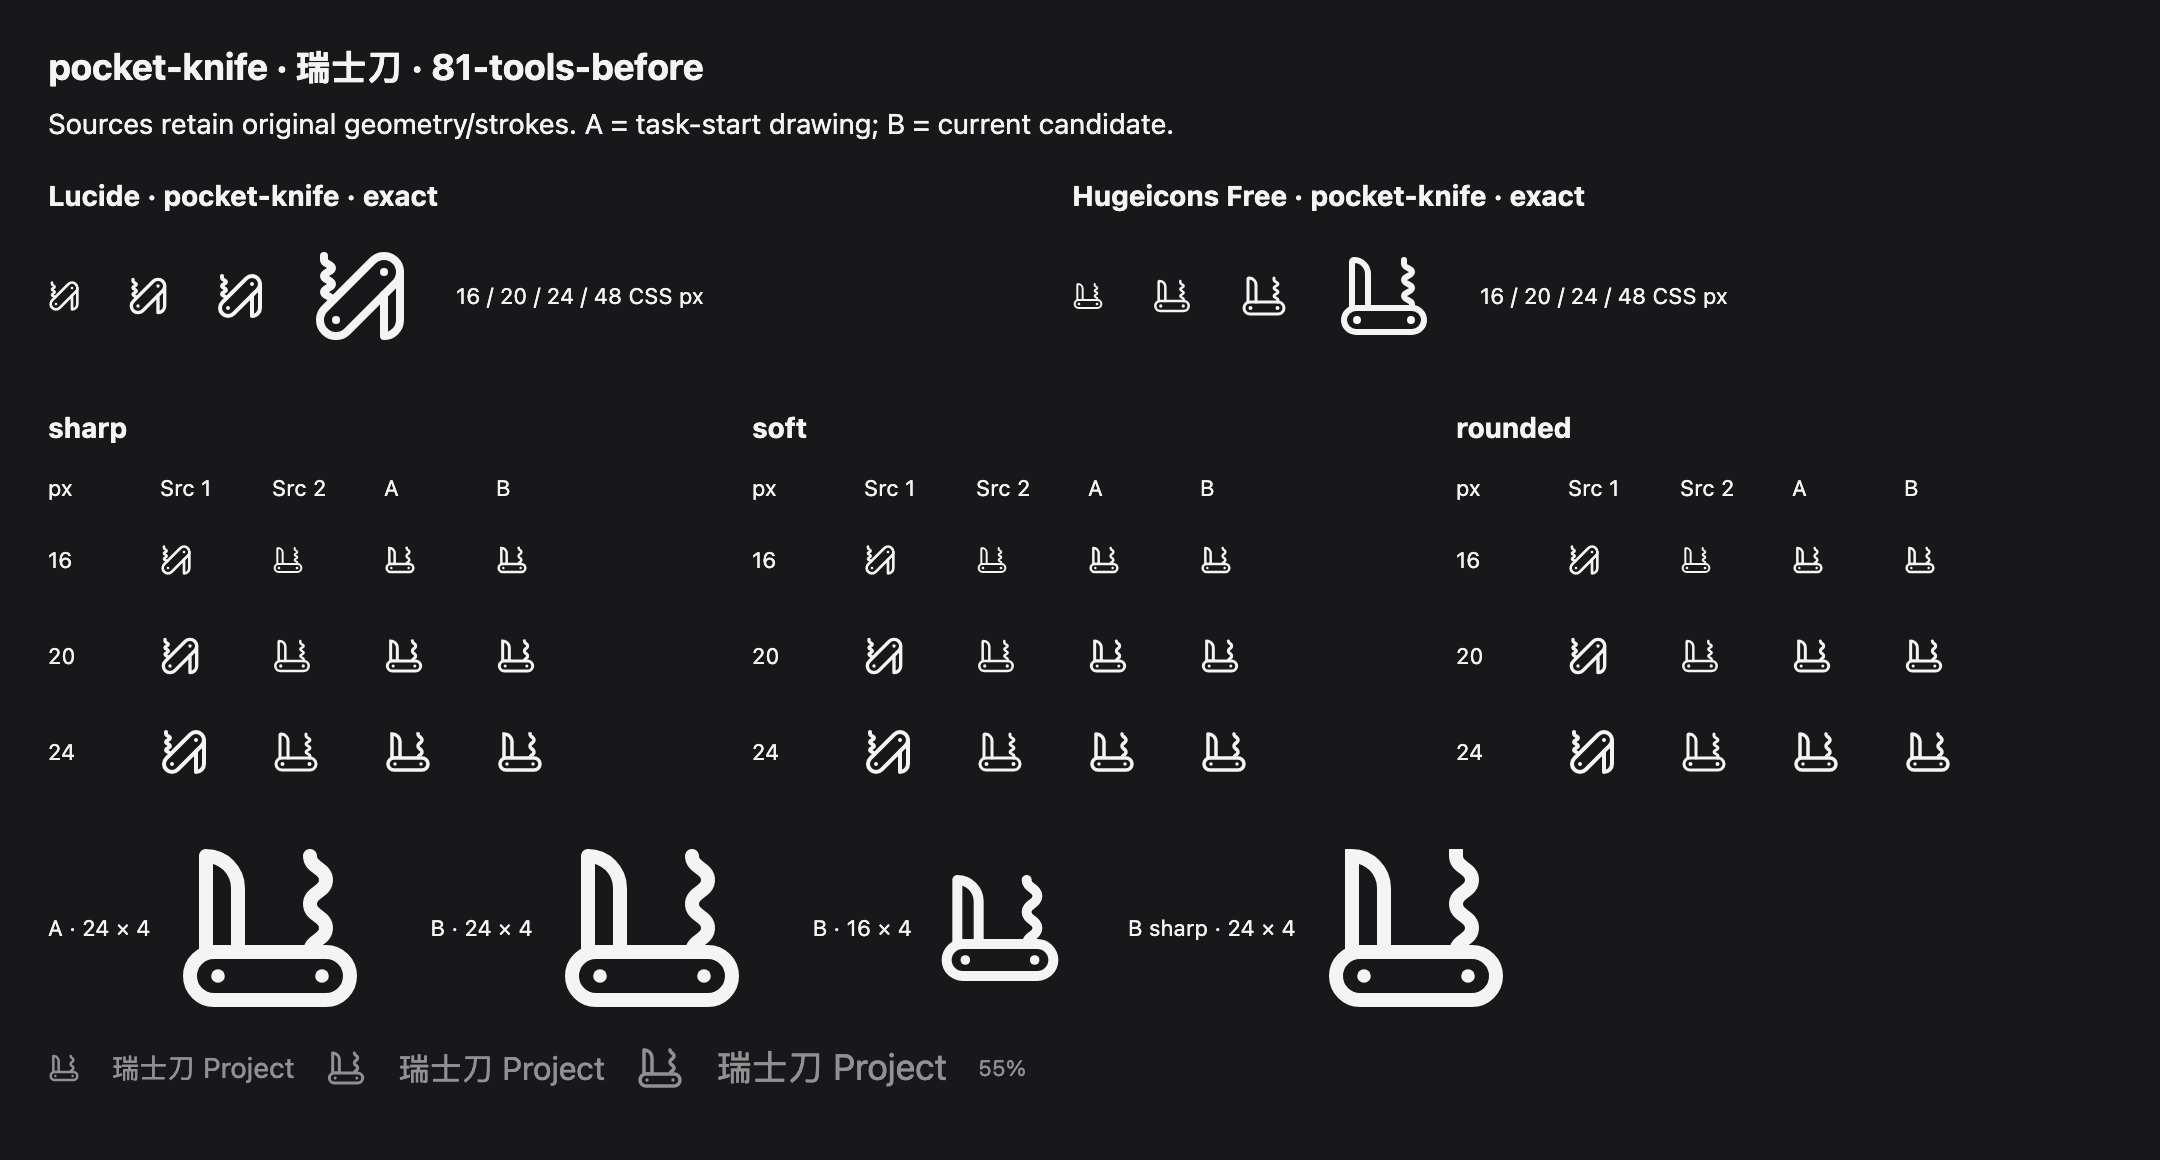 pocket-knife · 瑞士刀 · 81-tools-before
Sources retain original geometry/strokes. A = task-start drawing; B = current candidate.
Lucide · pocket-knife · exact
16 / 20 / 24 / 48 CSS px
Hugeicons Free · pocket-knife · exact
16 / 20 / 24 / 48 CSS px
sharp
px Src 1 Src 2 A B
16
20
24
soft
px Src 1 Src 2 A B
16
20
24
rounded
px Src 1 Src 2 A B
16
20
24
A · 24 × 4
B · 24 × 4
B · 16 × 4
B sharp · 24 × 4
瑞士刀 Project 瑞士刀 Project 瑞士刀 Project 55%